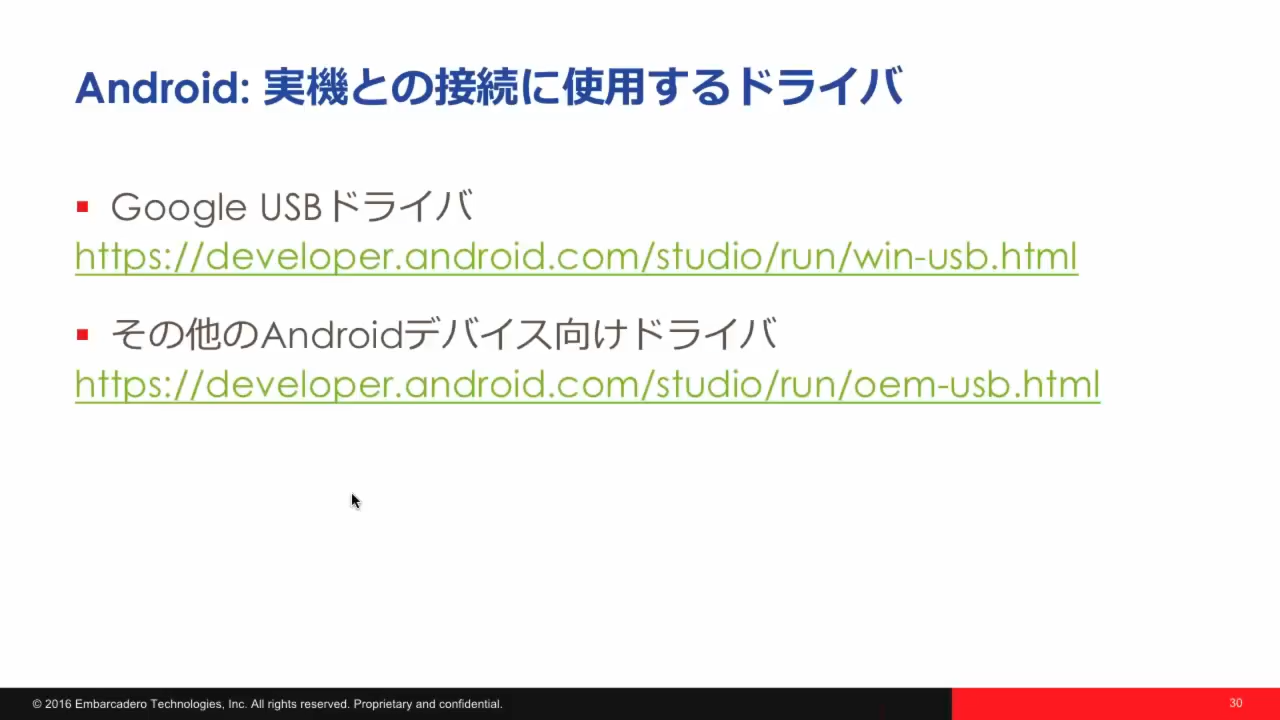 Android: 実機との接続に使用するドライバ
Google USBドライバ
https://developer.android.com/studio/run/win-usb.html
その他のAndroidデバイス向けドライバ
https://developer.android.com/studio/run/oem-usb.html
© 2016 Embarcadero Technologies, Inc. All rights reserved. Proprietary and confidential.
30